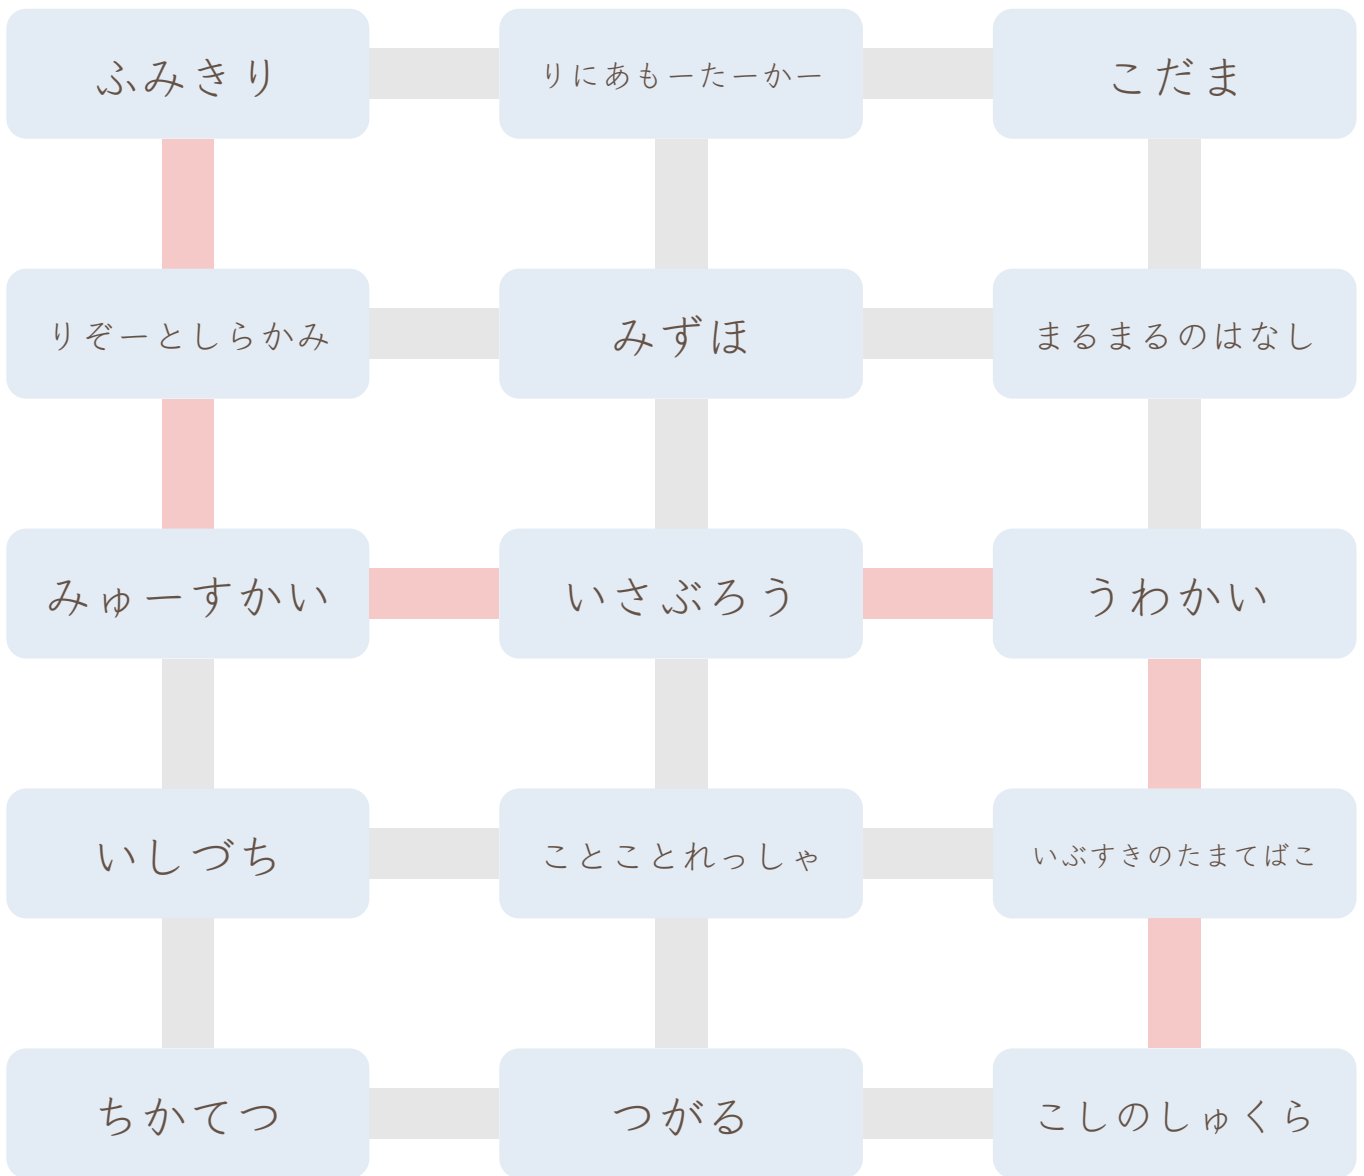 ふみきり
りにあもーたーかー
こだま
りぞーとしらかみ
みずほ
まるまるのはなし
みゅーすかい
いさぶろう
うわかい
いしづち
ことことれっしゃ
いぶすきのたまてばこ
ちかてつ
つがる
こしのしゅくら